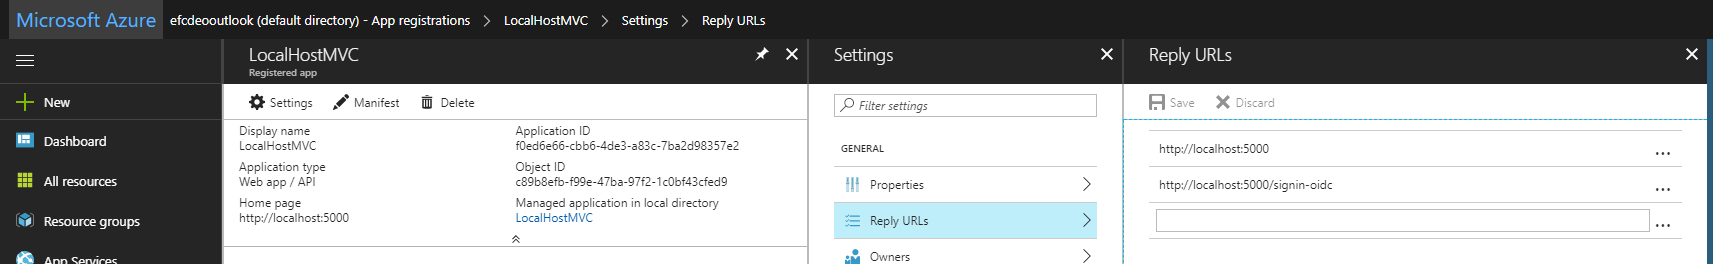 Microsoft Azure efcdeooutlook (default directory) - App registrations > LocalHostMVC > Settings > Reply URLs
New
Dashboard
All resources
Resource groups
App Services
LocalHostMVC
Registered app
Settings Manifest Delete
Display name
LocalHostMVC
Application ID
f0ed6e66-cbb6-4de3-a83c-7ba2d98357e2
Application type
Web app / API
Object ID
c89b8efb-f99e-47ba-97f2-1c0bf43cfed9
Home page
http://localhost:5000
Managed application in local directory
LocalHostMVC
Settings
Filter settings
GENERAL
Properties
Reply URLs
Owners
Reply URLs
Save Discard
http://localhost:5000 ...
http://localhost:5000/signin-oidc ...
...